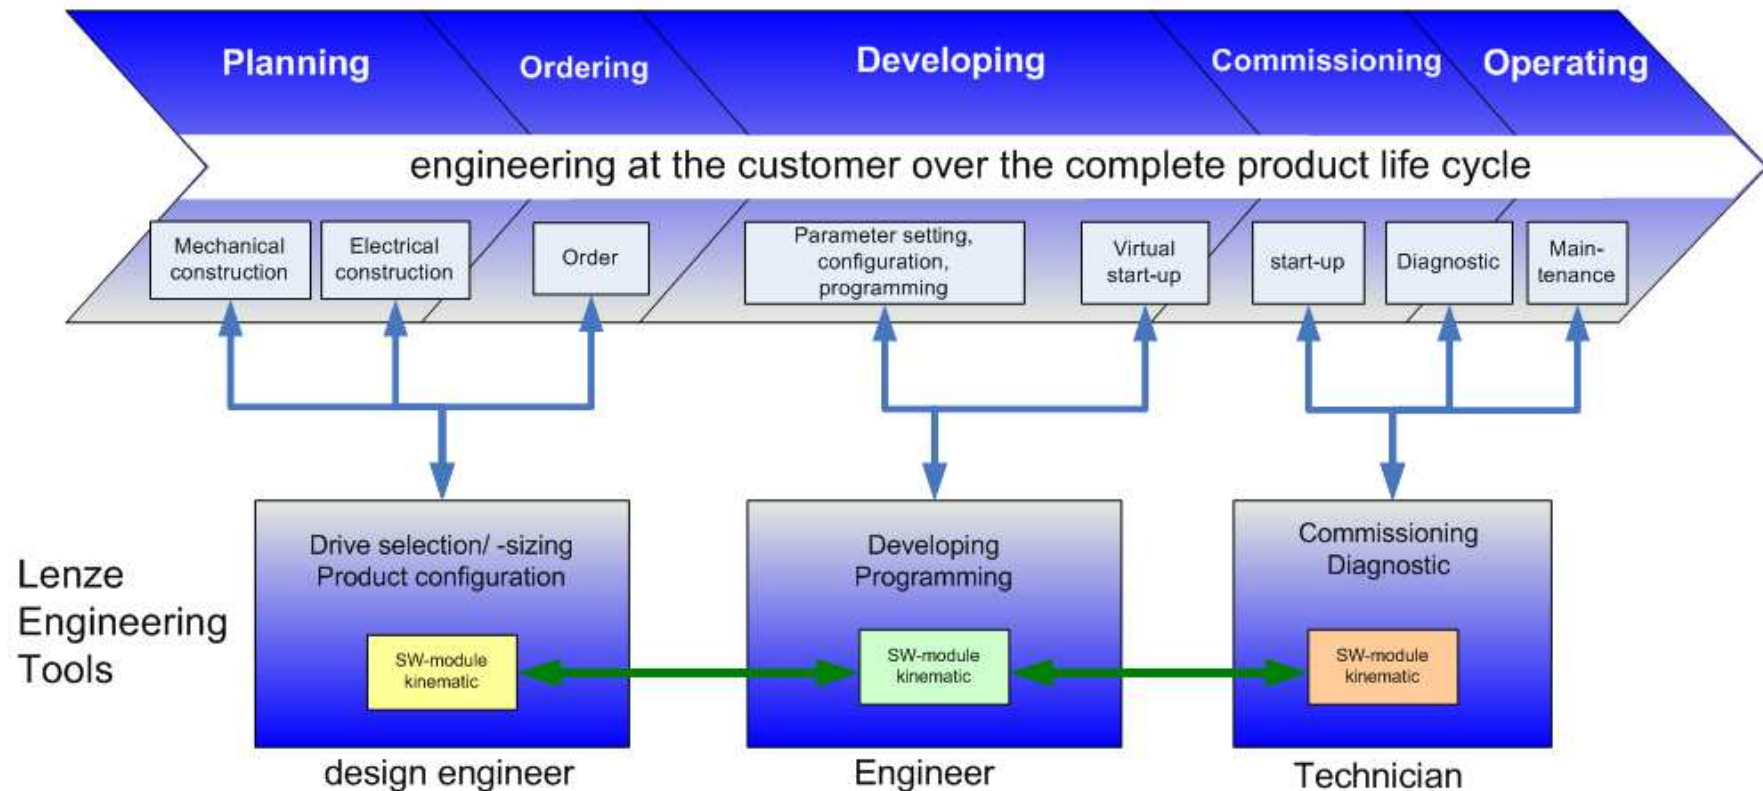 Planning
Ordering
Developing
Commissioning
Operating
engineering at the customer over the complete product life cycle
Mechanical
construction
Electrical
construction
Order
Parameter setting,
configuration,
programming
Virtual
start-up
start-up
Diagnostic
Main-
tenance
Lenze
Engineering
Tools
Drive selection/ -sizing
Product configuration
SW-module
kinematic
design engineer
Developing
Programming
SW-module
kinematic
Engineer
Commissioning
Diagnostic
SW-module
kinematic
Technician